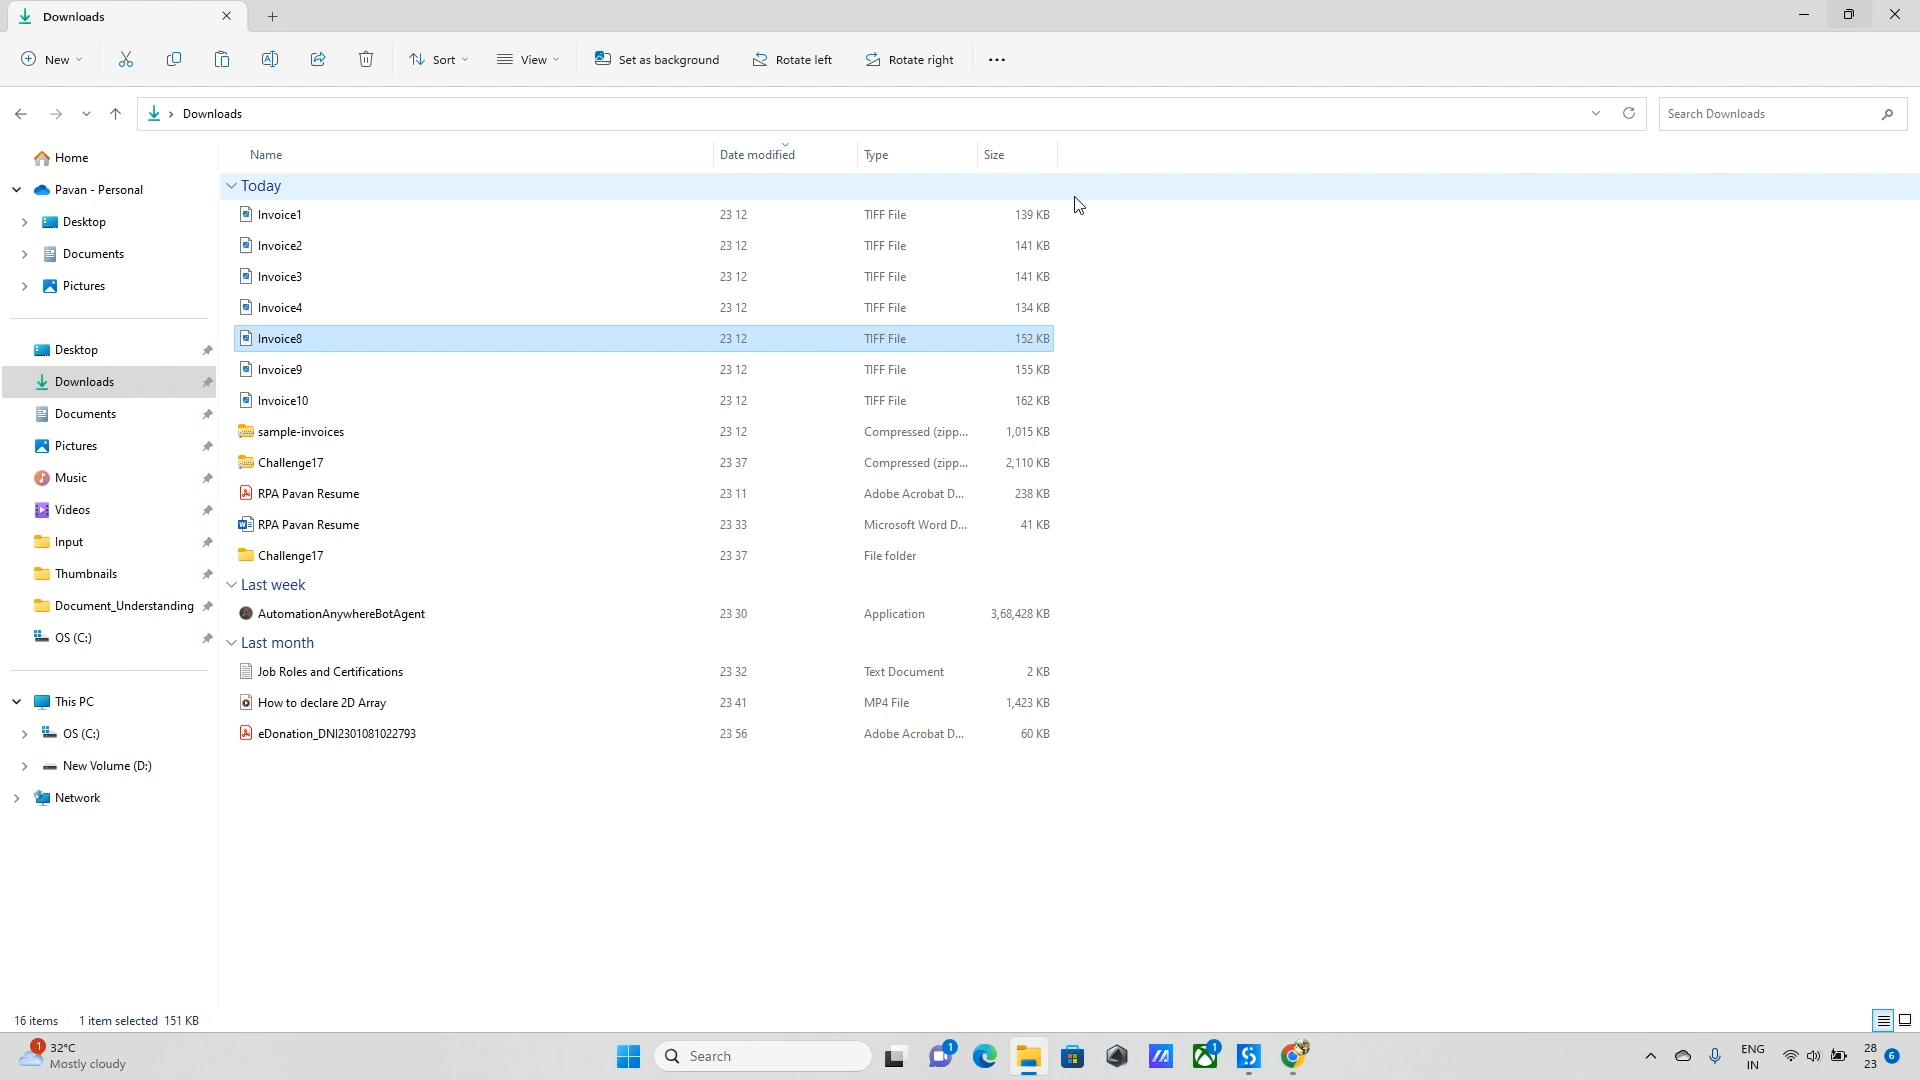 Downloads
New
Sort
View
Set as background
Rotate left
Rotate right
Downloads
Search Downloads
Home
Pavan - Personal
Desktop
Documents
Pictures
Desktop
Downloads
Documents
Pictures
Music
Videos
Input
Thumbnails
Document_Understanding
OS (C:)
This PC
OS (C:)
New Volume (D:)
Network
Name Date modified Type Size
Today
Invoice1 23 12 TIFF File 139 KB
Invoice2 23 12 TIFF File 141 KB
Invoice3 23 12 TIFF File 141 KB
Invoice4 23 12 TIFF File 134 KB
Invoice8 23 12 TIFF File 152 KB
Invoice9 23 12 TIFF File 155 KB
Invoice10 23 12 TIFF File 162 KB
sample-invoices 23 12 Compressed (zipp... 1,015 KB
Challenge17 23 37 Compressed (zipp... 2,110 KB
RPA Pavan Resume 23 11 Adobe Acrobat D... 238 KB
RPA Pavan Resume 23 33 Microsoft Word D... 41 KB
Challenge17 23 37 File folder
Last week
AutomationAnywhereBotAgent 23 30 Application 3,68,428 KB
Last month
Job Roles and Certifications 23 32 Text Document 2 KB
How to declare 2D Array 23 41 MP4 File 1,423 KB
eDonation_DNI2301081022793 23 56 Adobe Acrobat D... 60 KB
16 items 1 item selected 151 KB
1
32°C
Mostly cloudy
Search
1
1
ENG
IN
28
23
6